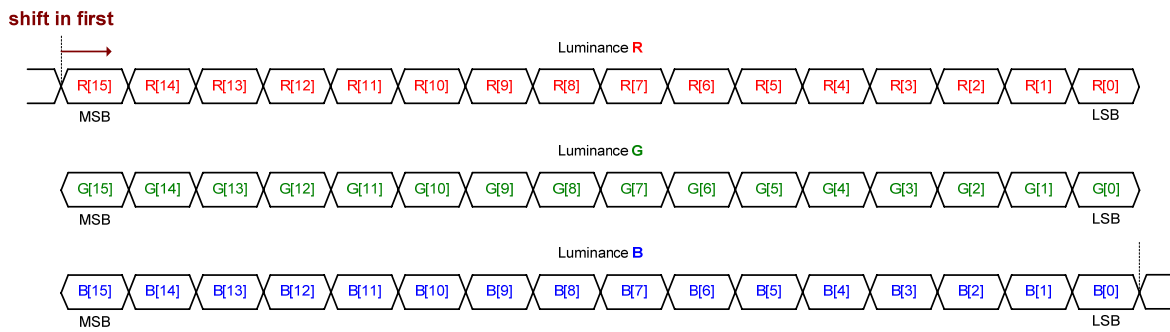 shift in first
Luminance R
R[15] R[14] R[13] R[12] R[11] R[10] R[9] R[8] R[7] R[6] R[5] R[4] R[3] R[2] R[1] R[0]
MSB LSB
Luminance G
G[15] G[14] G[13] G[12] G[11] G[10] G[9] G[8] G[7] G[6] G[5] G[4] G[3] G[2] G[1] G[0]
MSB LSB
Luminance B
B[15] B[14] B[13] B[12] B[11] B[10] B[9] B[8] B[7] B[6] B[5] B[4] B[3] B[2] B[1] B[0]
MSB LSB